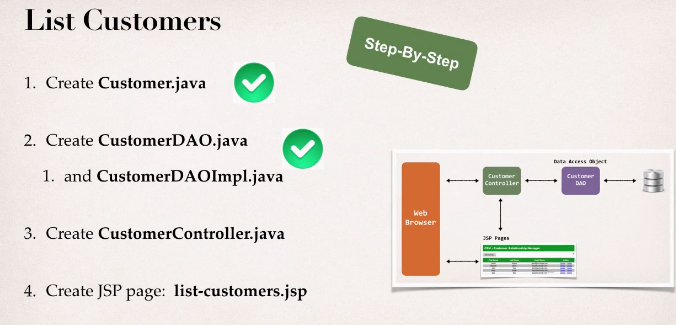 List Customers
Step-By-Step
1. Create Customer.java
2. Create CustomerDAO.java
1. and CustomerDAOImpl.java
3. Create CustomerController.java
4. Create JSP page: list-customers.jsp
Data Access Object
Web
Browser
Customer
Controller
Customer
DAO
JSP Pages